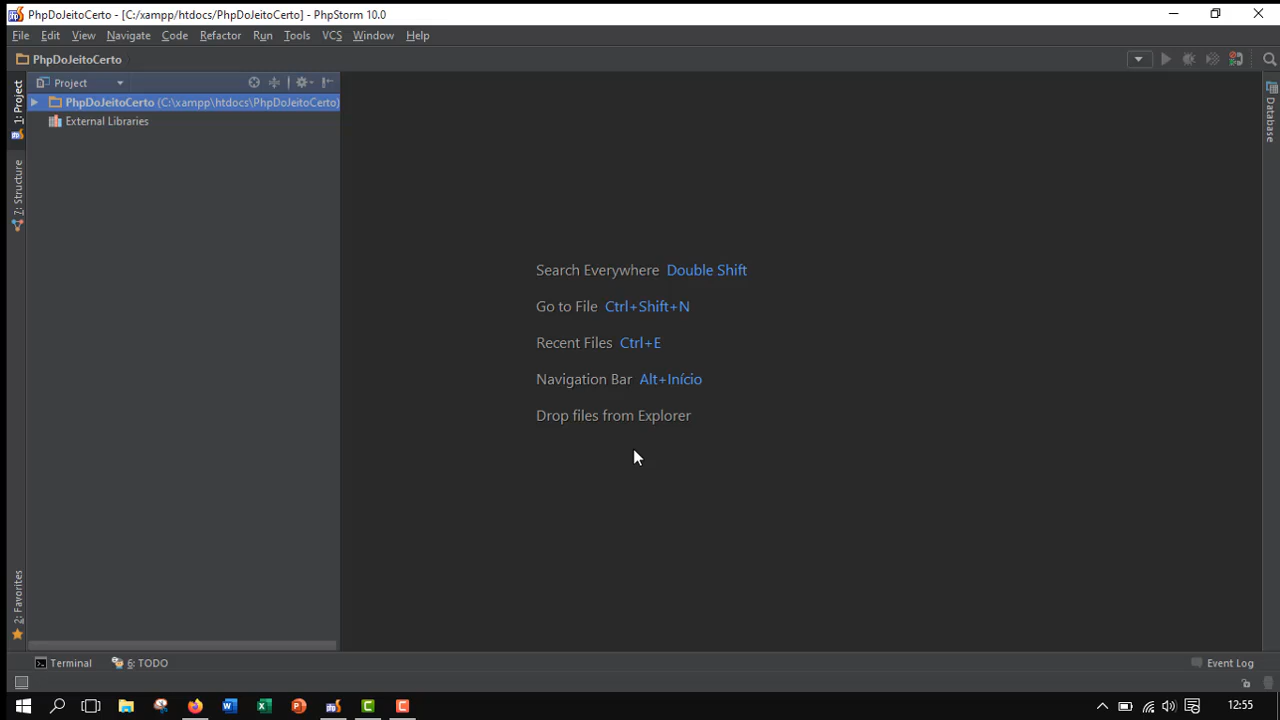 PhpDoJeitoCerto - [C:/xampp/htdocs/PhpDoJeitoCerto] - PhpStorm 10.0
File Edit View Navigate Code Refactor Run Tools VCS Window Help
PhpDoJeitoCerto
Project
PhpDoJeitoCerto (C:\xampp\htdocs\PhpDoJeitoCerto)
External Libraries
1: Project
7: Structure
2: Favorites
Database
Search Everywhere Double Shift
Go to File Ctrl+Shift+N
Recent Files Ctrl+E
Navigation Bar Alt+Início
Drop files from Explorer
Terminal 6: TODO Event Log
12:55